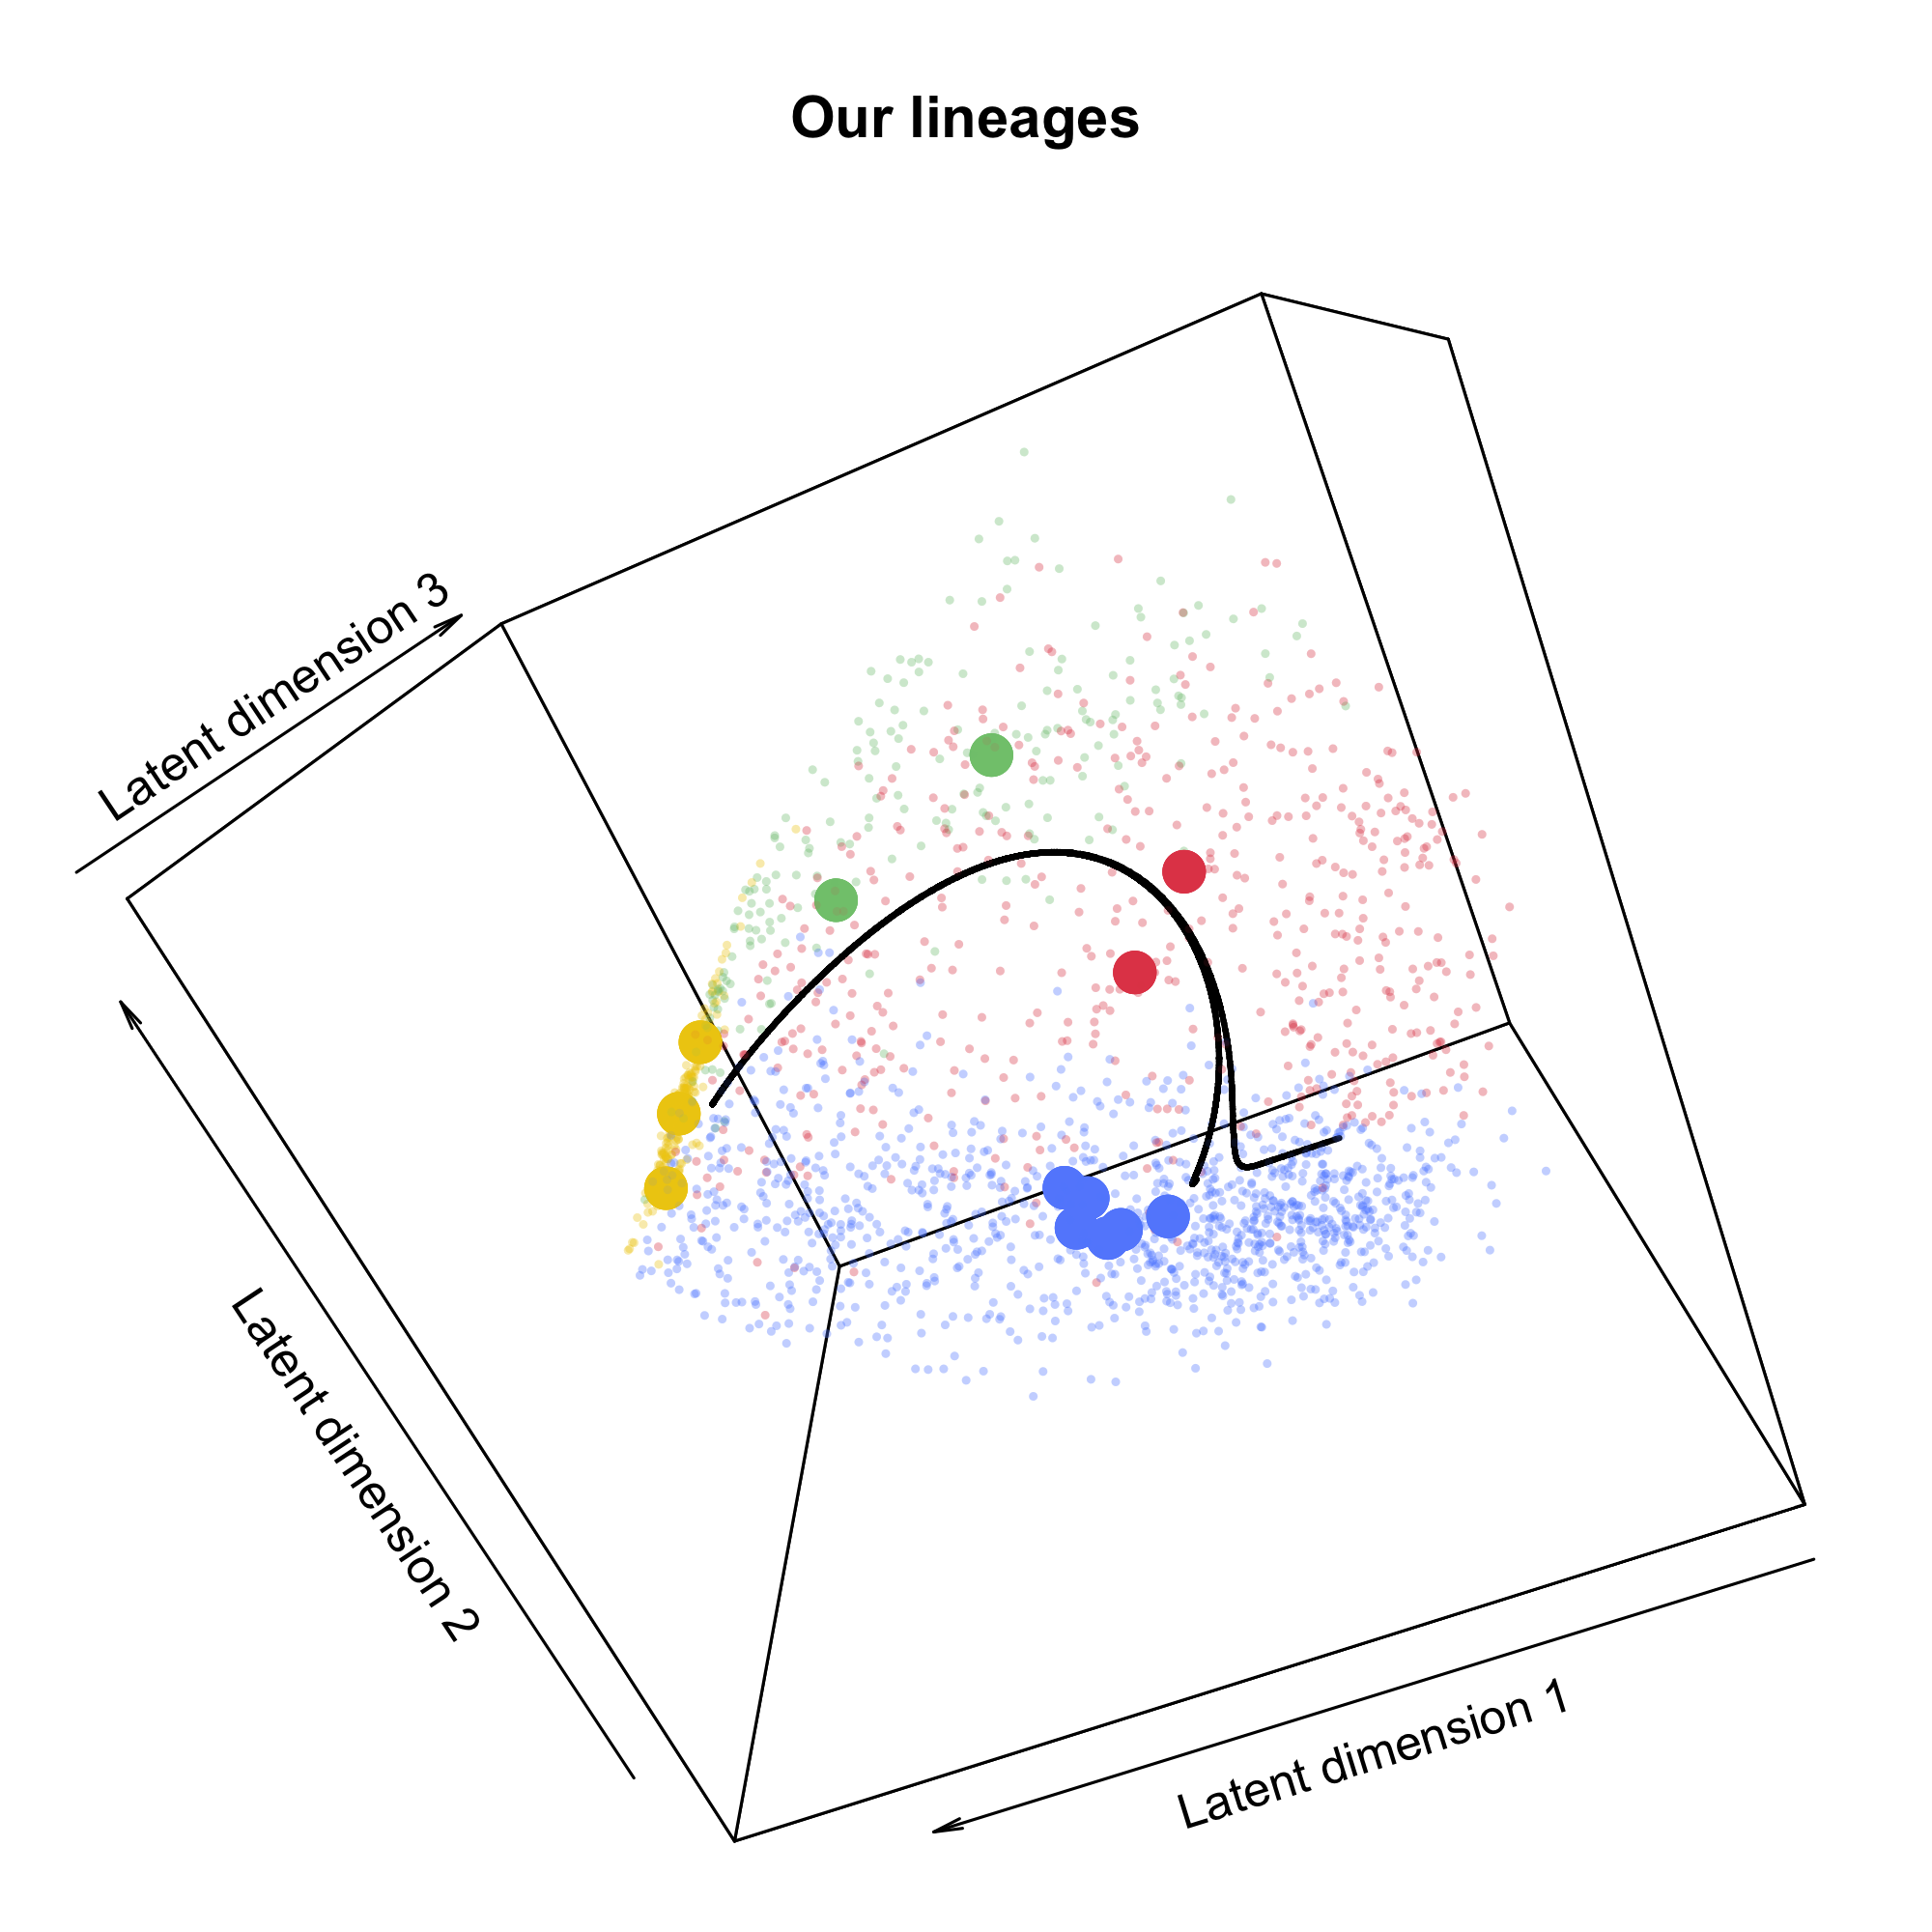 Our lineages
Latent dimension 3
Latent dimension 2
Latent dimension 1